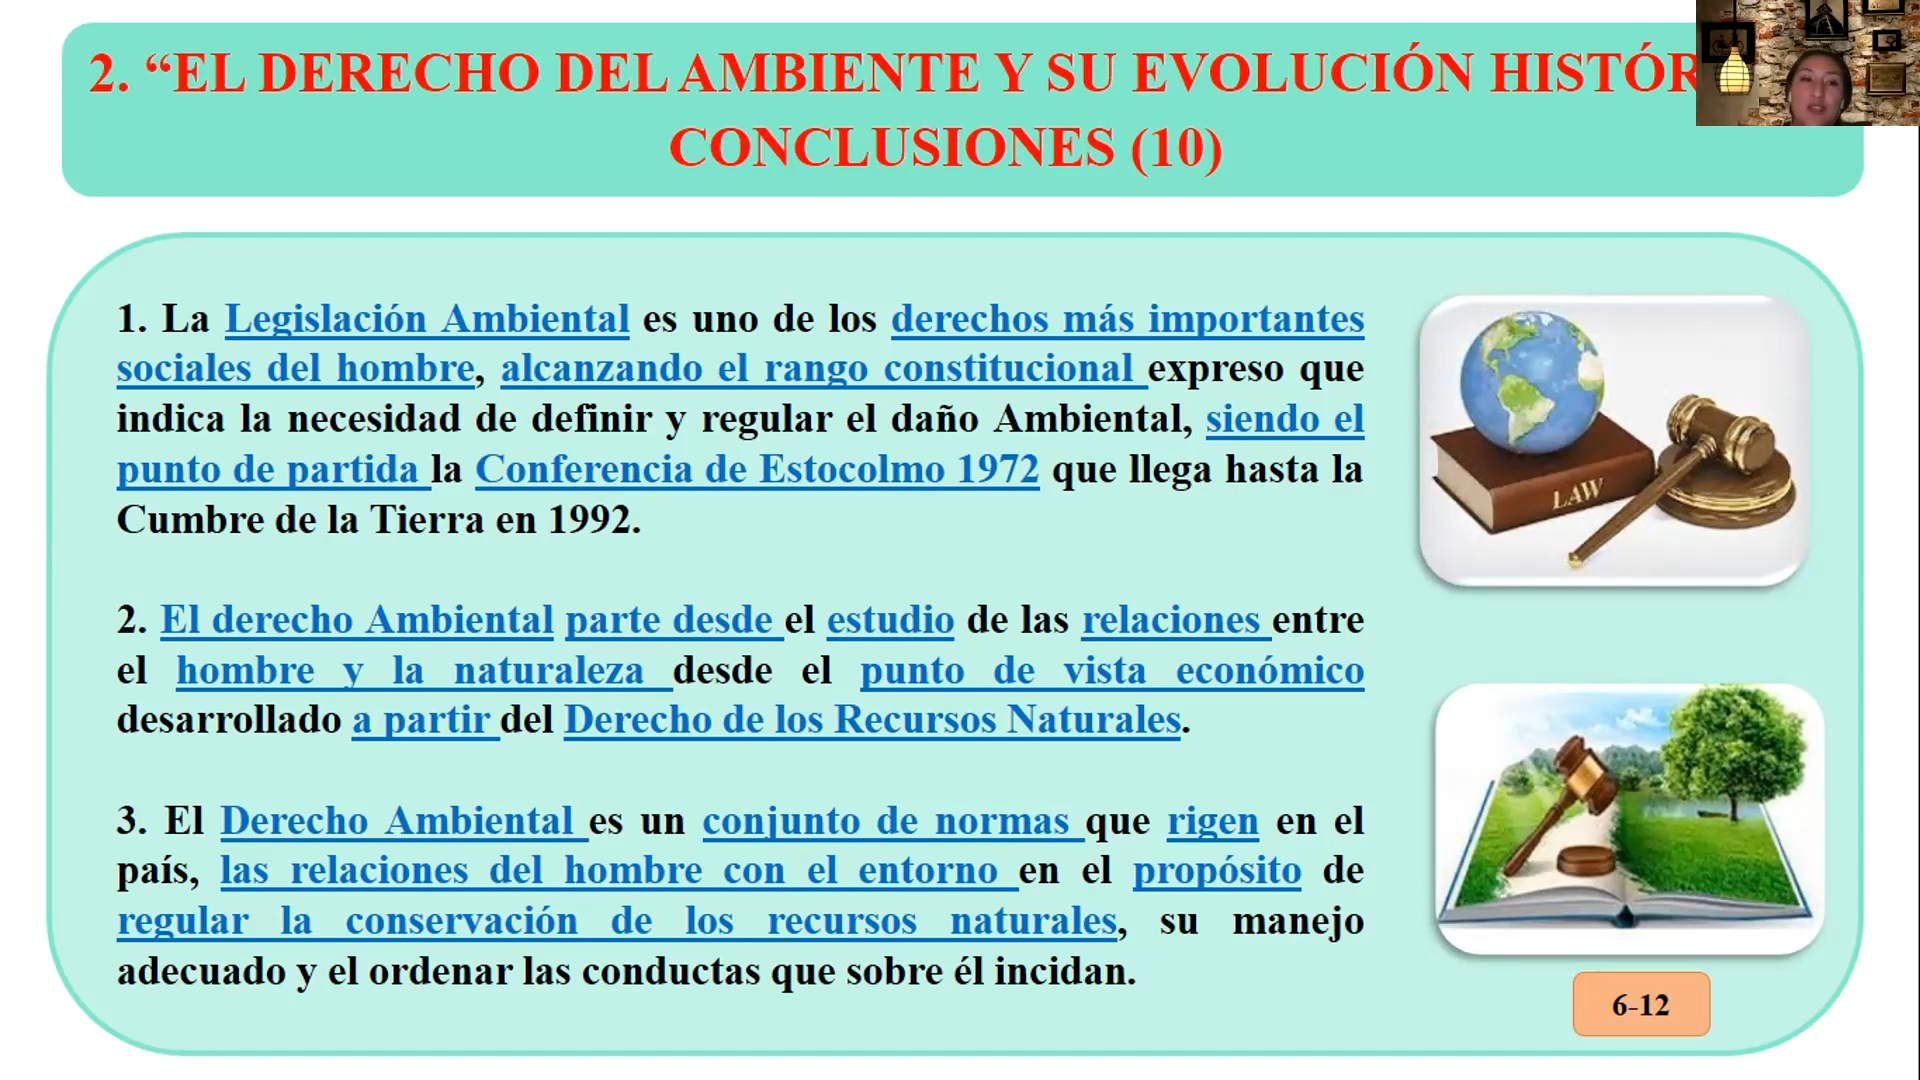 2. “EL DERECHO DEL AMBIENTE Y SU EVOLUCIÓN HISTÓR
CONCLUSIONES (10)
1. La Legislación Ambiental es uno de los derechos más importantes
sociales del hombre, alcanzando el rango constitucional expreso que
indica la necesidad de definir y regular el daño Ambiental, siendo el
punto de partida la Conferencia de Estocolmo 1972 que llega hasta la
Cumbre de la Tierra en 1992.
LAW
2. El derecho Ambiental parte desde el estudio de las relaciones entre
el hombre y la naturaleza desde el punto de vista económico
desarrollado a partir del Derecho de los Recursos Naturales.
3. El Derecho Ambiental es un conjunto de normas que rigen en el
país, las relaciones del hombre con el entorno en el propósito de
regular la conservación de los recursos naturales, su manejo
adecuado y el ordenar las conductas que sobre él incidan.
6-12